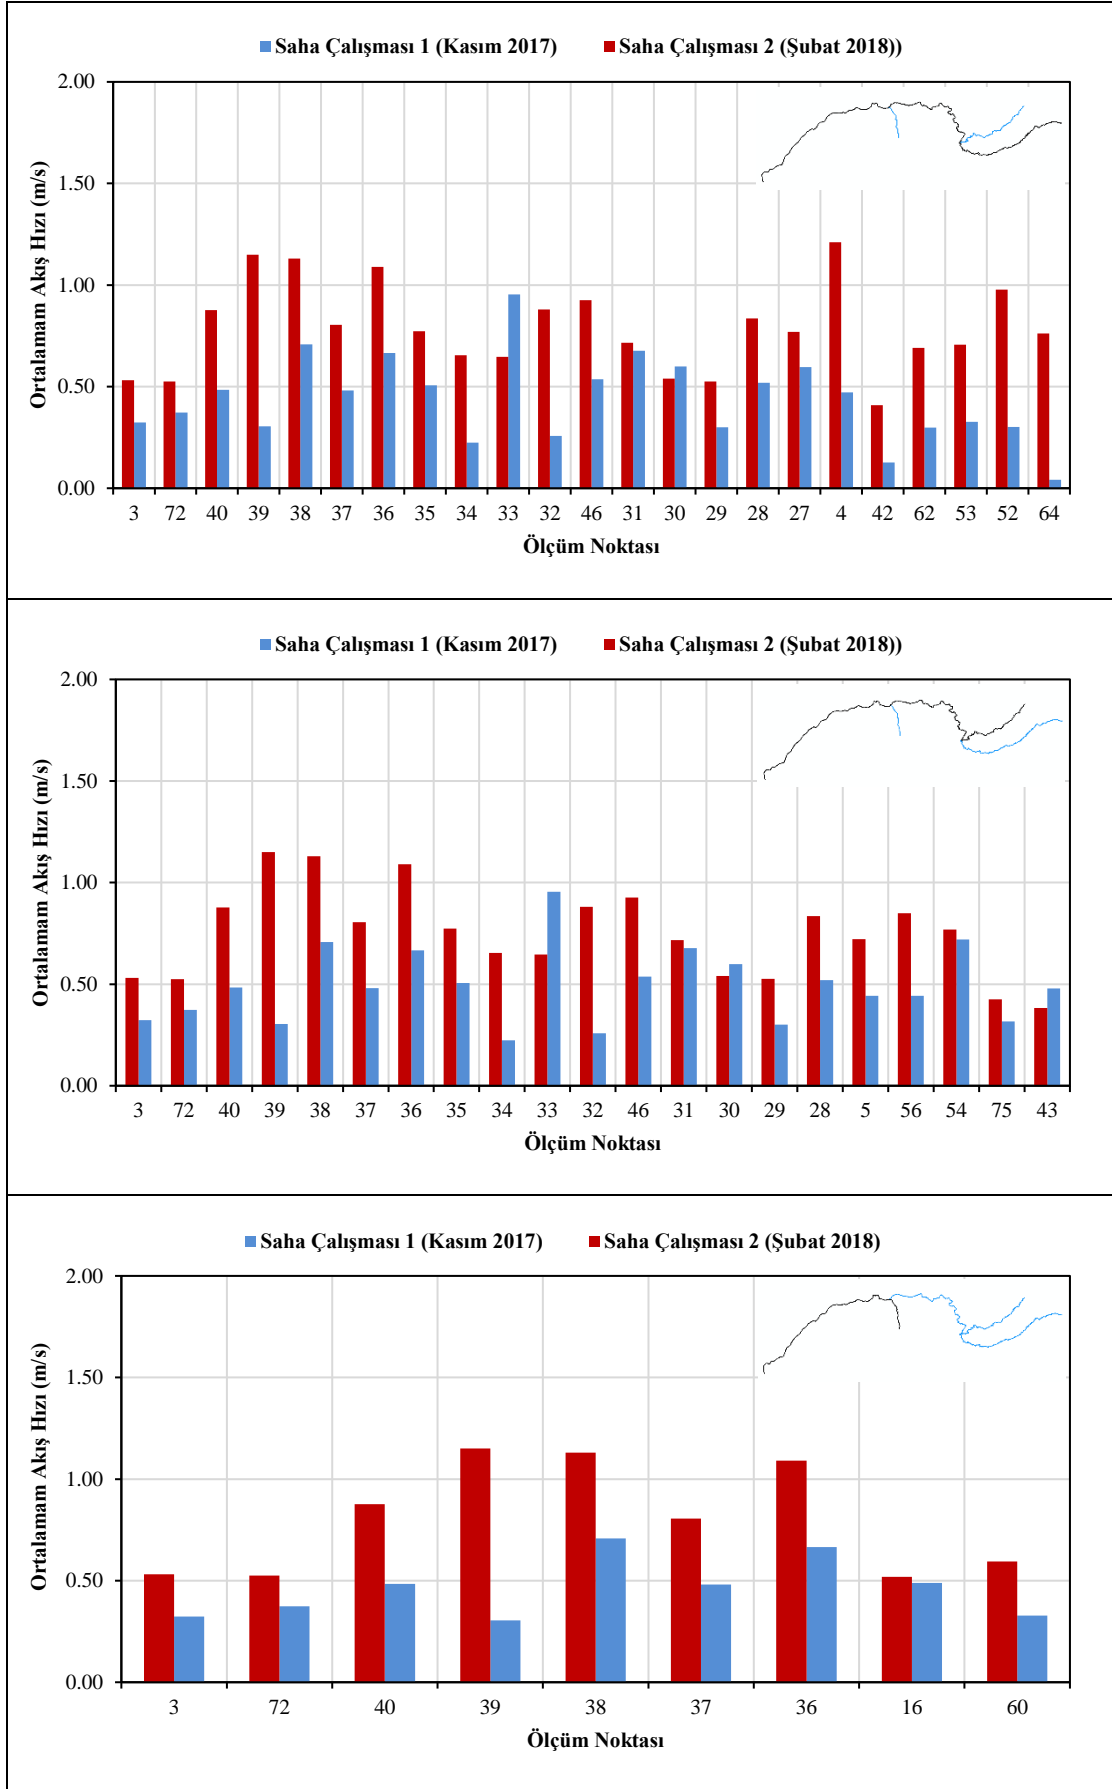 Saha Çalışması 1 (Kasım 2017) Saha Çalışması 2 (Şubat 2018))
2.00
1.50
1.00
0.50
0.00
Ortalamam Akış Hızı (m/s)
3 72 40 39 38 37 36 35 34 33 32 46 31 30 29 28 27 4 42 62 53 52 64
Ölçüm Noktası
Saha Çalışması 1 (Kasım 2017) Saha Çalışması 2 (Şubat 2018))
2.00
1.50
1.00
0.50
0.00
Ortalamam Akış Hızı (m/s)
3 72 40 39 38 37 36 35 34 33 32 46 31 30 29 28 5 56 54 75 43
Ölçüm Noktası
Saha Çalışması 1 (Kasım 2017) Saha Çalışması 2 (Şubat 2018)
2.00
1.50
1.00
0.50
0.00
Ortalamam Akış Hızı (m/s)
3 72 40 39 38 37 36 16 60
Ölçüm Noktası